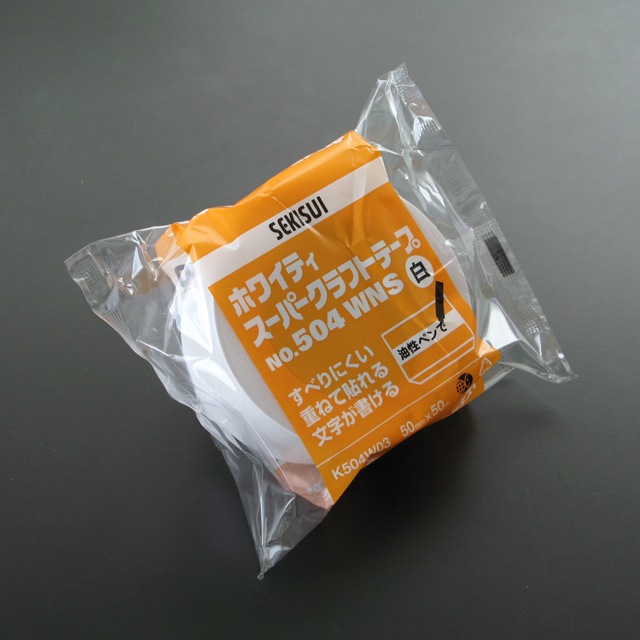 SEKISUI
ホワイティ
スーパークラフトテープ
No.504 WNS 白
すべりにくい
重ねて貼れる
文字が書ける
油性ペンで
K504W03 50mm×50